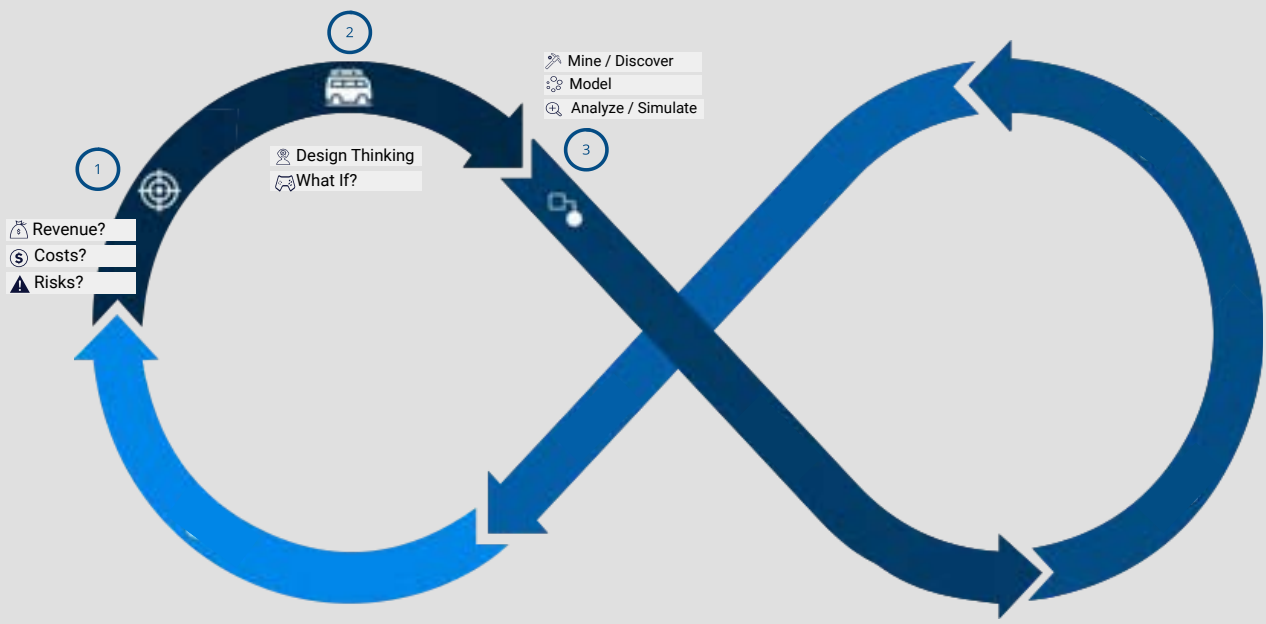 2
Mine / Discover
Model
Analyze / Simulate
3
Design Thinking
What If?
1
Revenue?
Costs?
Risks?